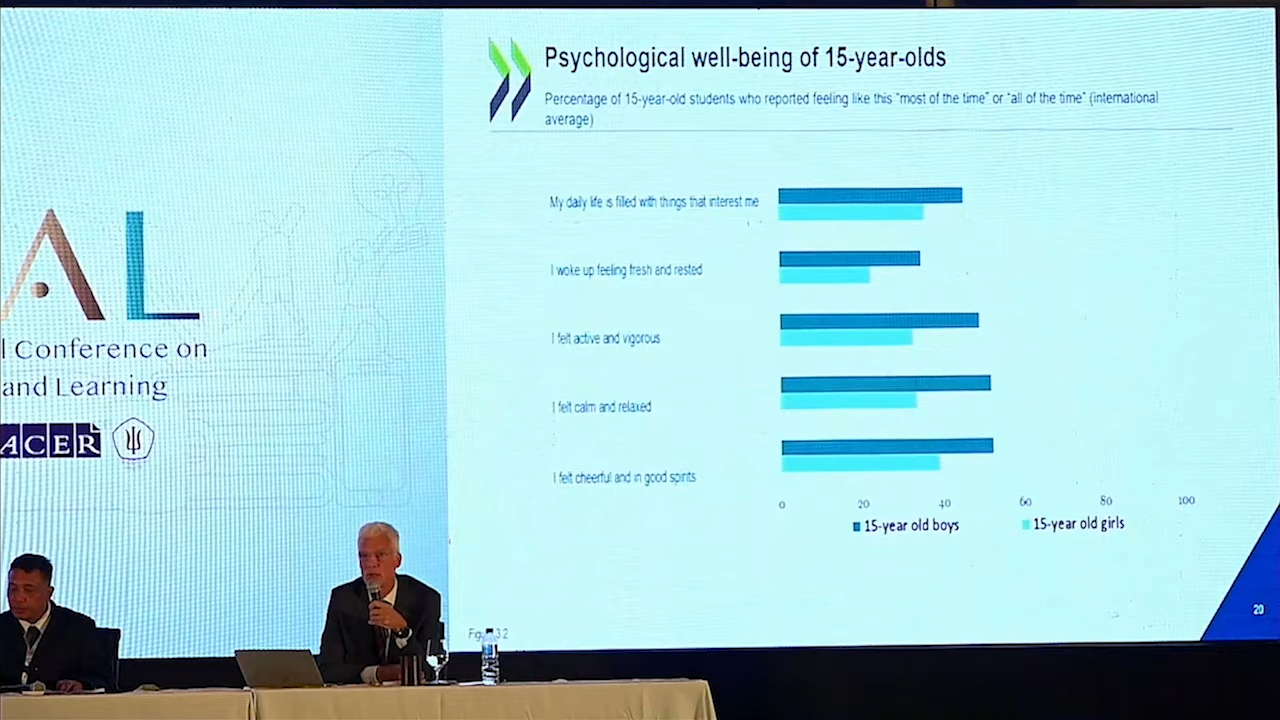 AL
l Conference on
and Learning
ACER
Psychological well-being of 15-year-olds
Percentage of 15-year-old students who reported feeling like this “most of the time” or “all of the time” (international
average)
My daily life is filled with things that interest me
I woke up feeling fresh and rested
I felt active and vigorous
I felt calm and relaxed
I felt cheerful and in good spirits
0 20 40 60 80 100
15-year old boys 15-year old girls
20
3.2